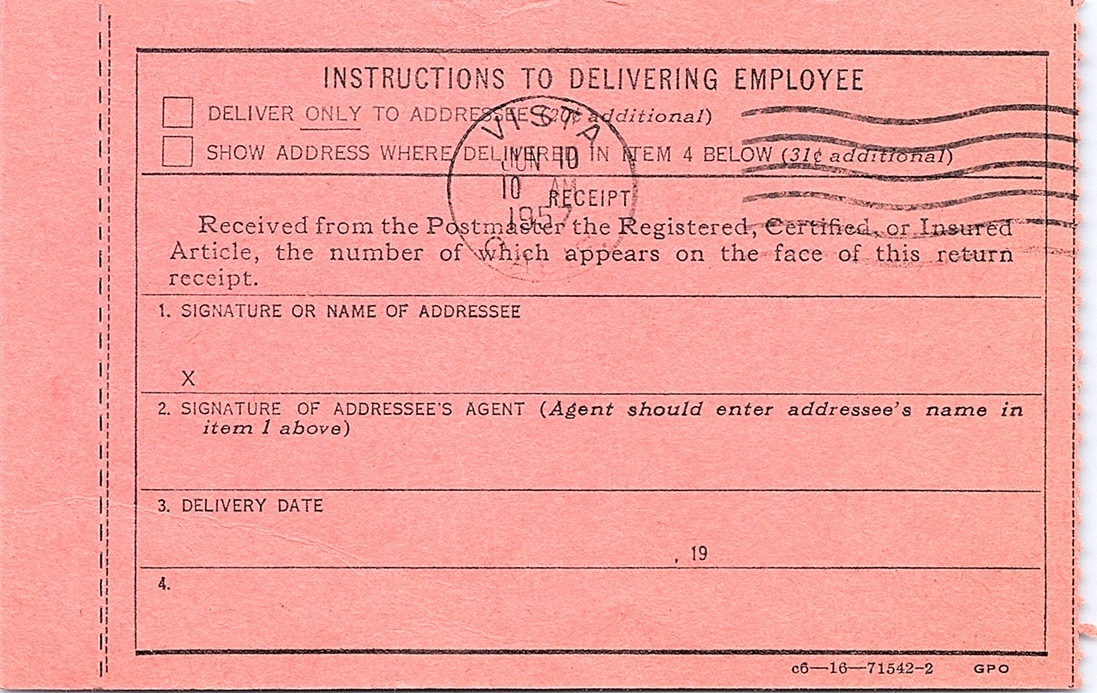 INSTRUCTIONS TO DELIVERING EMPLOYEE
DELIVER ONLY TO ADDRESSEE (20¢ additional)
SHOW ADDRESS WHERE DELIVERED IN ITEM 4 BELOW (31¢ additional)
VISTA
JUN 10
10 AM
1957
RECEIPT
Received from the Postmaster the Registered, Certified, or Insured
Article, the number of which appears on the face of this return
receipt.
1. SIGNATURE OR NAME OF ADDRESSEE
X
2. SIGNATURE OF ADDRESSEE'S AGENT (Agent should enter addressee's name in
item 1 above)
3. DELIVERY DATE
, 19
4.
c6—16—71542-2 GPO